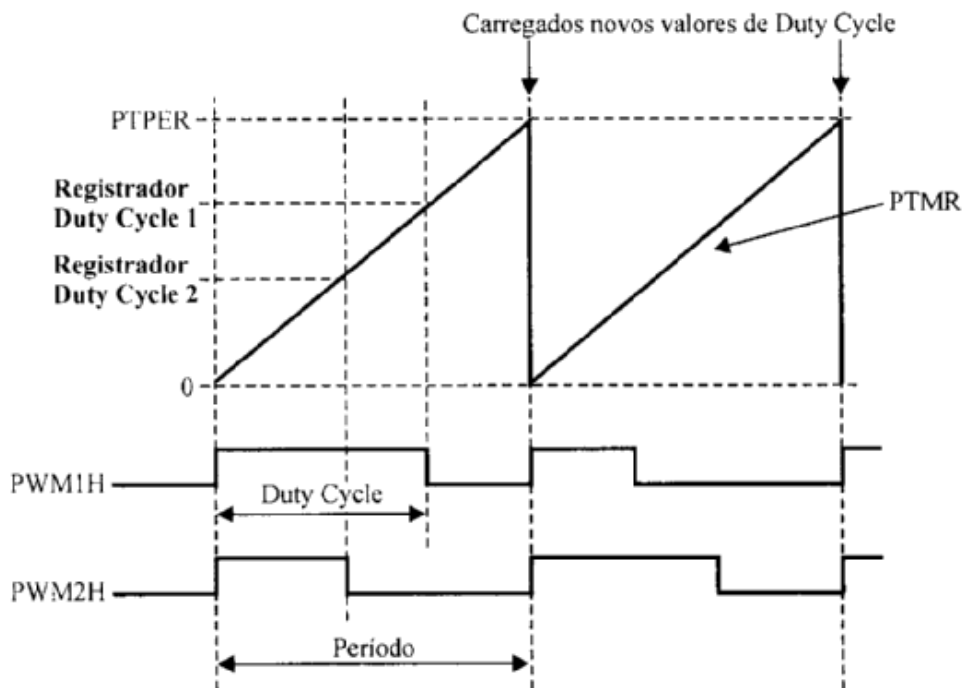 Carregados novos valores de Duty Cycle
PTPER
Registrador
Duty Cycle 1
PTMR
Registrador
Duty Cycle 2
0
PWM1H
Duty Cycle
PWM2H
Período